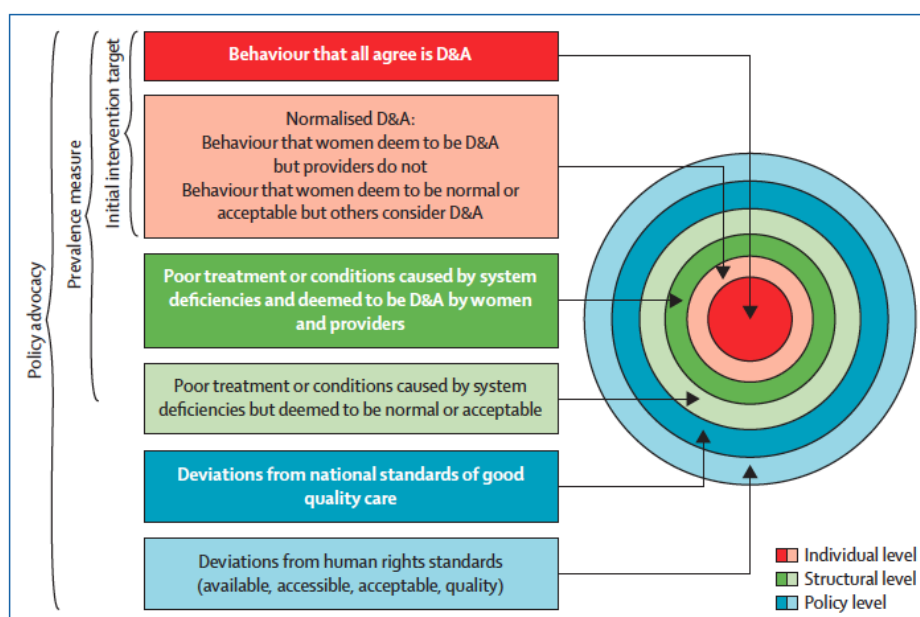 Policy advocacy
Prevalence measure
Initial intervention target
Behaviour that all agree is D&A
Normalised D&A:
Behaviour that women deem to be D&A
but providers do not
Behaviour that women deem to be normal or
acceptable but others consider D&A
Poor treatment or conditions caused by system
deficiencies and deemed to be D&A by women
and providers
Poor treatment or conditions caused by system
deficiencies but deemed to be normal or acceptable
Deviations from national standards of good
quality care
Deviations from human rights standards
(available, accessible, acceptable, quality)
Individual level
Structural level
Policy level